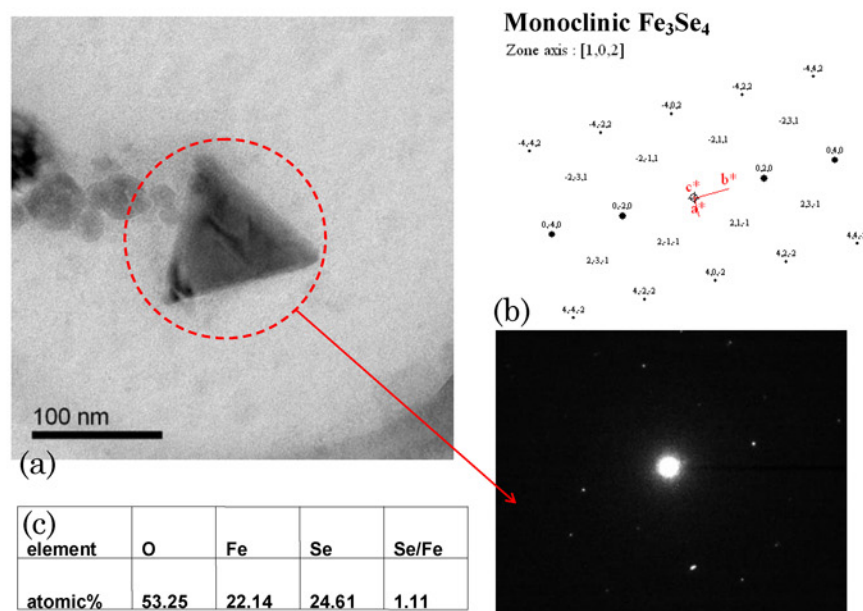 Monoclinic Fe₃Se₄
Zone axis : [1,0,2]
-4,4,2
-4,2,2
-4,0,2
-4,-2,2
-4,-4,2
-2,3,1
-2,1,1
-2,-1,1
-2,-3,1
0,4,0
0,2,0
b*
c*
a*
0,-2,0
0,-4,0
2,3,-1
2,1,-1
2,-1,-1
2,-3,-1
4,2,-2
4,0,-2
4,-2,-2
4,-4,-2
(b)
100 nm
(a)
(c)
element O Fe Se Se/Fe
atomic% 53.25 22.14 24.61 1.11